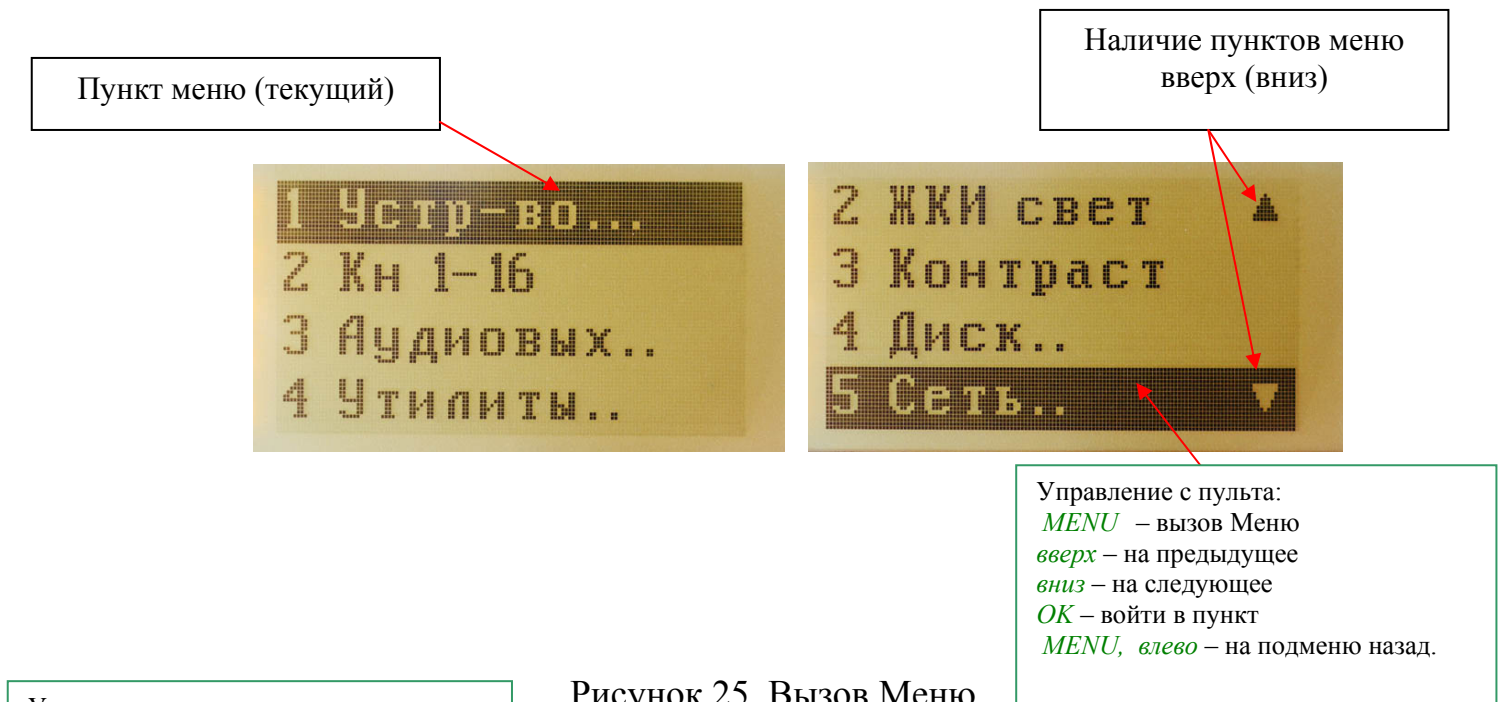 Наличие пунктов меню
вверх (вниз)
Пункт меню (текущий)
1 Устр-во...
2 Кн 1-16
3 Аудиовых..
4 Утилиты..
2 ЖКИ свет ▲
3 Контраст
4 Диск..
5 Сеть.. ▼
Управление с пульта:
MENU – вызов Меню
вверх – на предыдущее
вниз – на следующее
OK – войти в пункт
MENU, влево – на подменю назад.
Рисунок 25 Вызов Меню